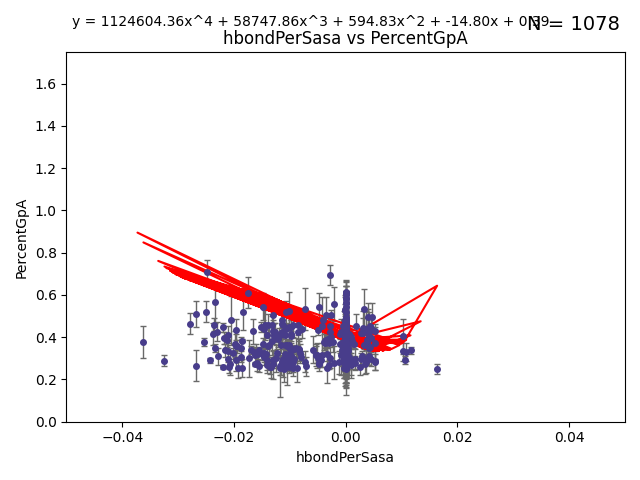 y = 1124604.36x^4 + 58747.86x^3 + 594.83x^2 + -14.80x + 0.39
N = 1078
hbondPerSasa vs PercentGpA
PercentGpA
1.6
1.4
1.2
1.0
0.8
0.6
0.4
0.2
0.0
−0.04 −0.02 0.00 0.02 0.04
hbondPerSasa